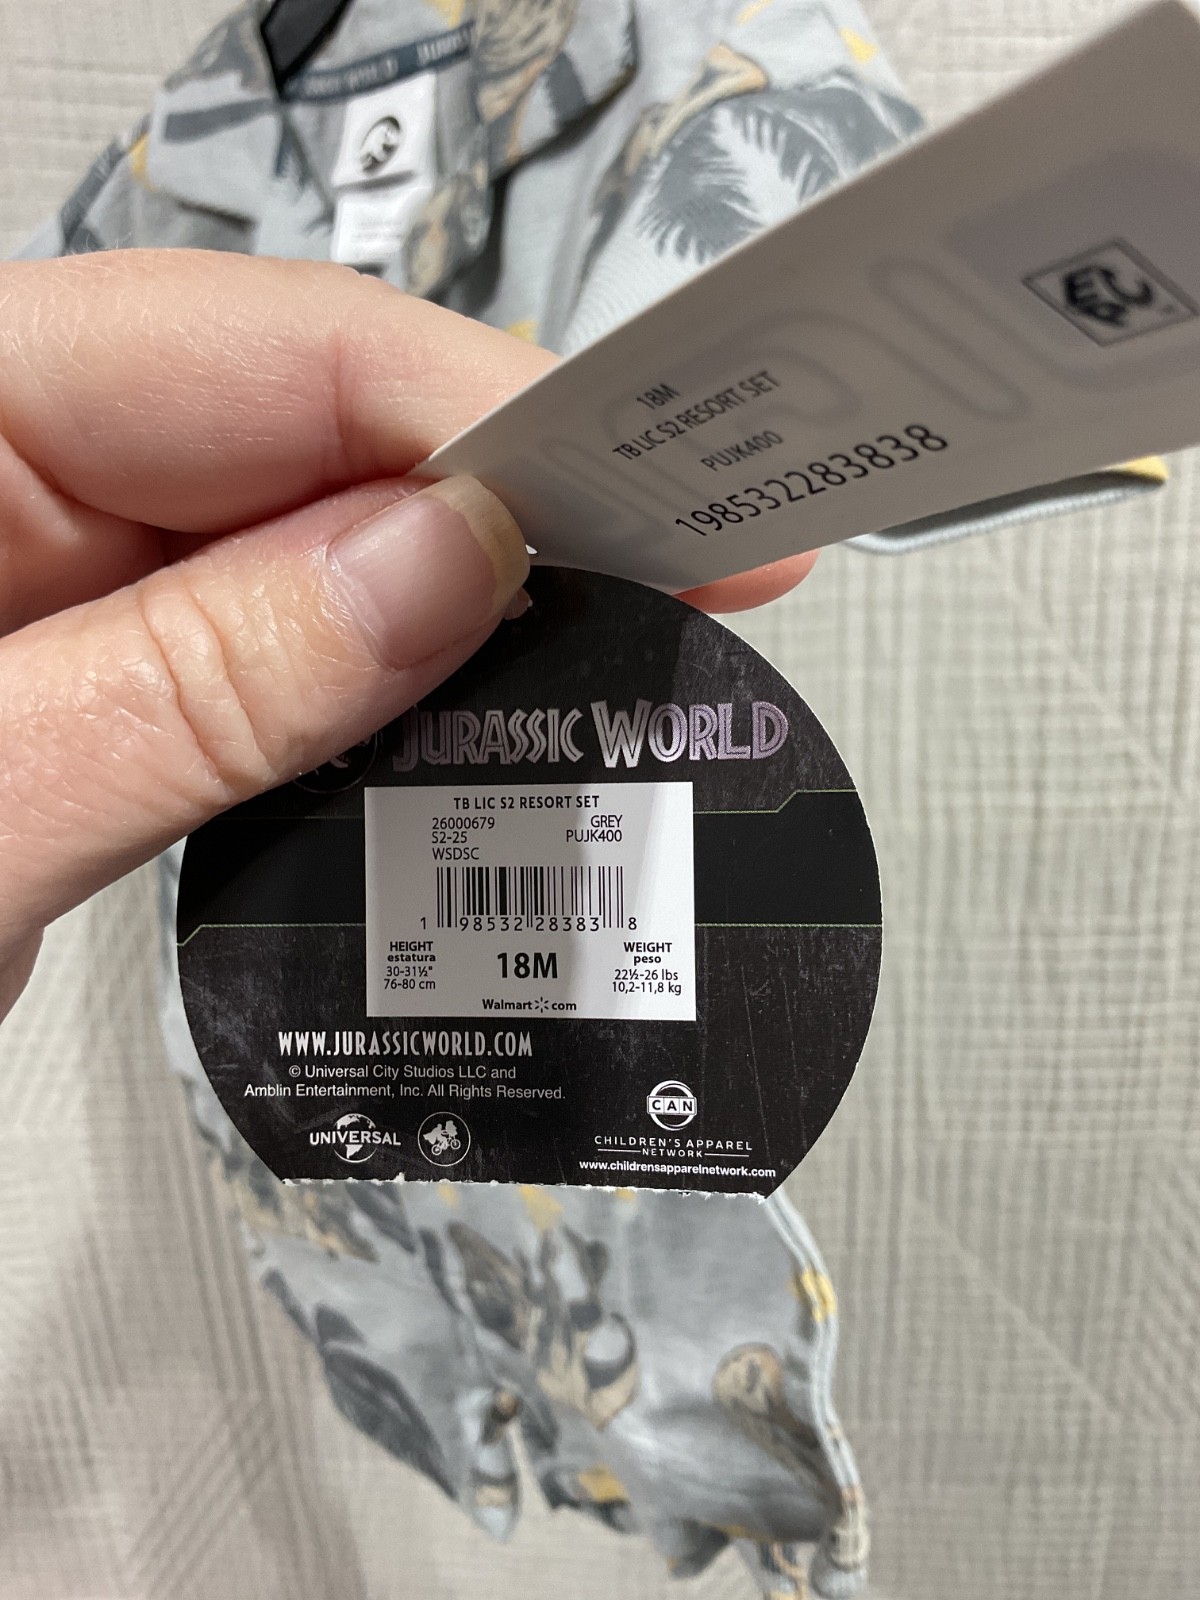 18M
TB LIC S2 RESORT SET
PUJK400
198532283838
EPC
JURASSIC WORLD
TB LIC S2 RESORT SET
26000679 GREY
S2-25 PUJK400
WSDSC
1 98532 28383 8
HEIGHT
estatura
30-31½"
76-80 cm
18M
WEIGHT
peso
22½-26 lbs
10,2-11,8 kg
Walmart com
WWW.JURASSICWORLD.COM
© Universal City Studios LLC and
Amblin Entertainment, Inc. All Rights Reserved.
UNIVERSAL
CAN
CHILDREN'S APPAREL
NETWORK
www.childrensapparelnetwork.com